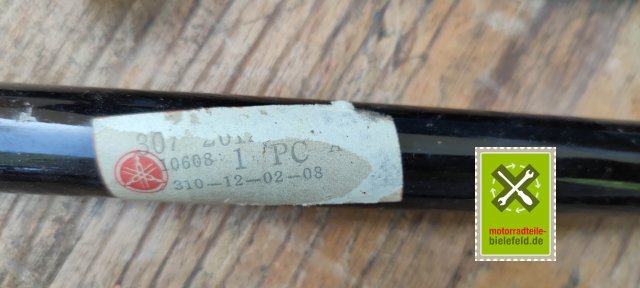 10608 1 PC
310-12-02-08
motorradteile-
bielefeld.de